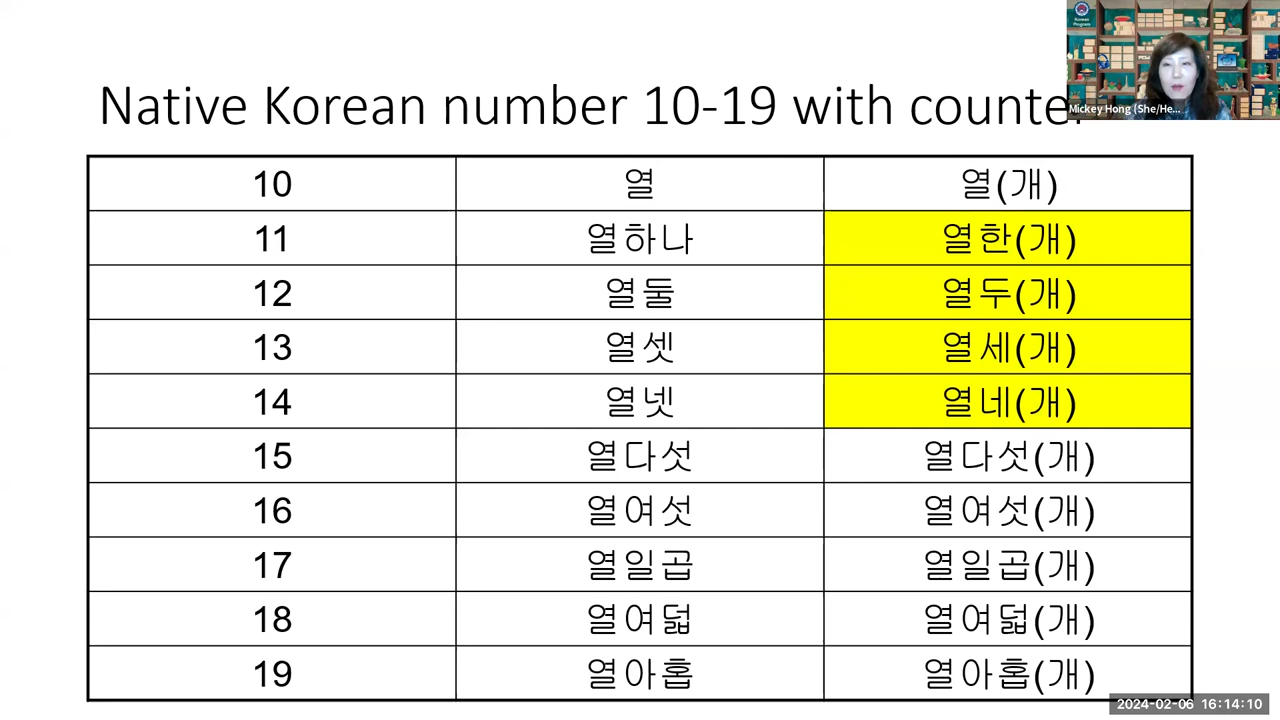 Korean
Program
Native Korean number 10-19 with counter
Mickey Hong (She/He...
10 열 열(개)
11 열하나 열한(개)
12 열둘 열두(개)
13 열셋 열세(개)
14 열넷 열네(개)
15 열다섯 열다섯(개)
16 열여섯 열여섯(개)
17 열일곱 열일곱(개)
18 열여덟 열여덟(개)
19 열아홉 열아홉(개)
2024-02-06 16:14:10